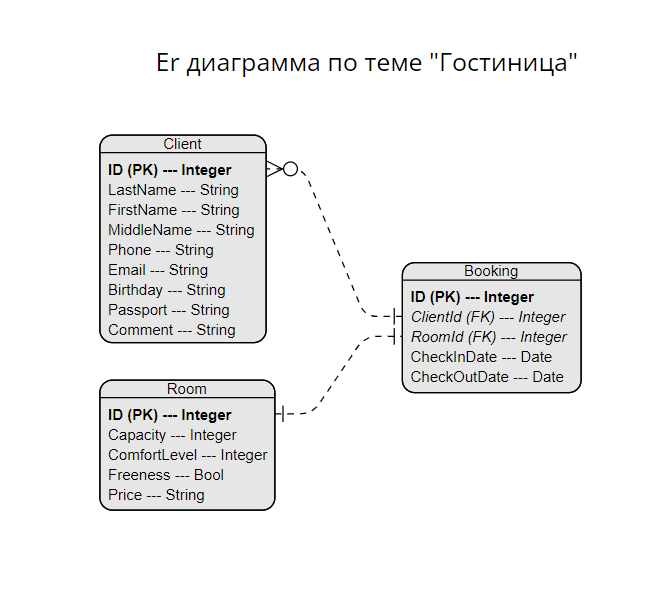 Er диаграмма по теме "Гостиница"
Client
ID (PK) --- Integer
LastName --- String
FirstName --- String
MiddleName --- String
Phone --- String
Email --- String
Birthday --- String
Passport --- String
Comment --- String
Booking
ID (PK) --- Integer
ClientId (FK) --- Integer
RoomId (FK) --- Integer
CheckInDate --- Date
CheckOutDate --- Date
Room
ID (PK) --- Integer
Capacity --- Integer
ComfortLevel --- Integer
Freeness --- Bool
Price --- String